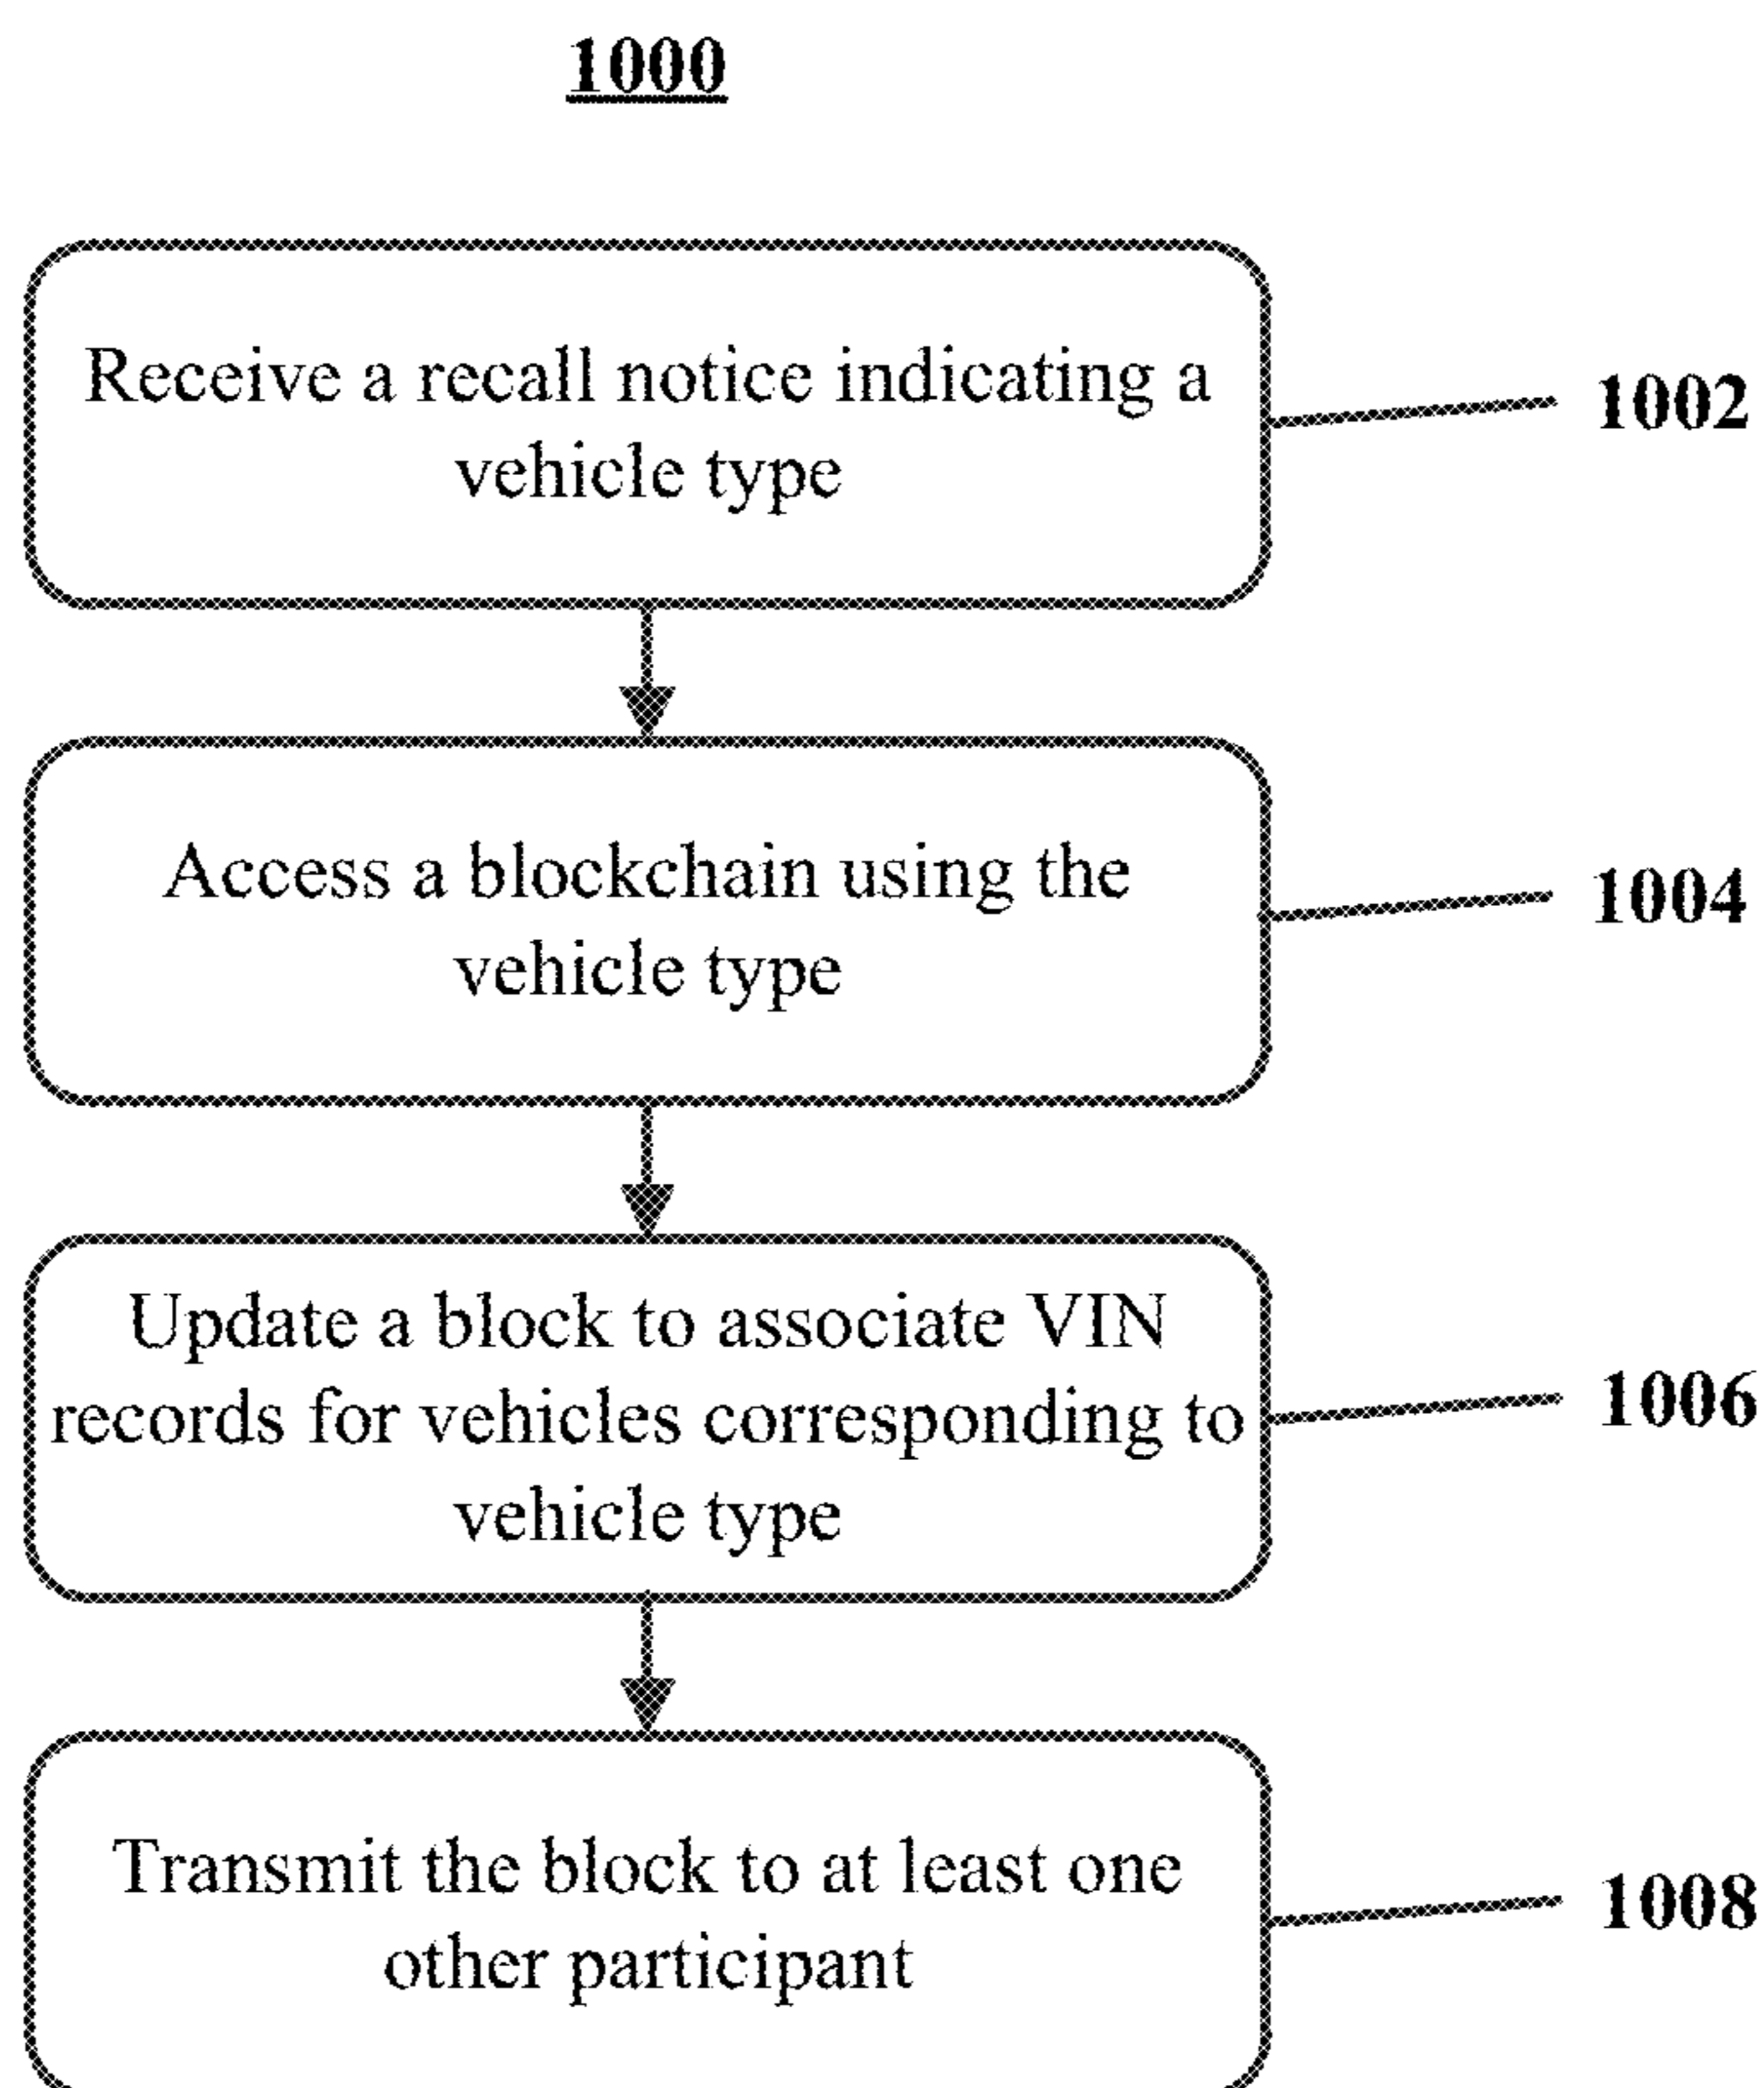 1000
Receive a recall notice indicating a
vehicle type
1002
Access a blockchain using the
vehicle type
1004
Update a block to associate VIN
records for vehicles corresponding to
vehicle type
1006
Transmit the block to at least one
other participant
1008